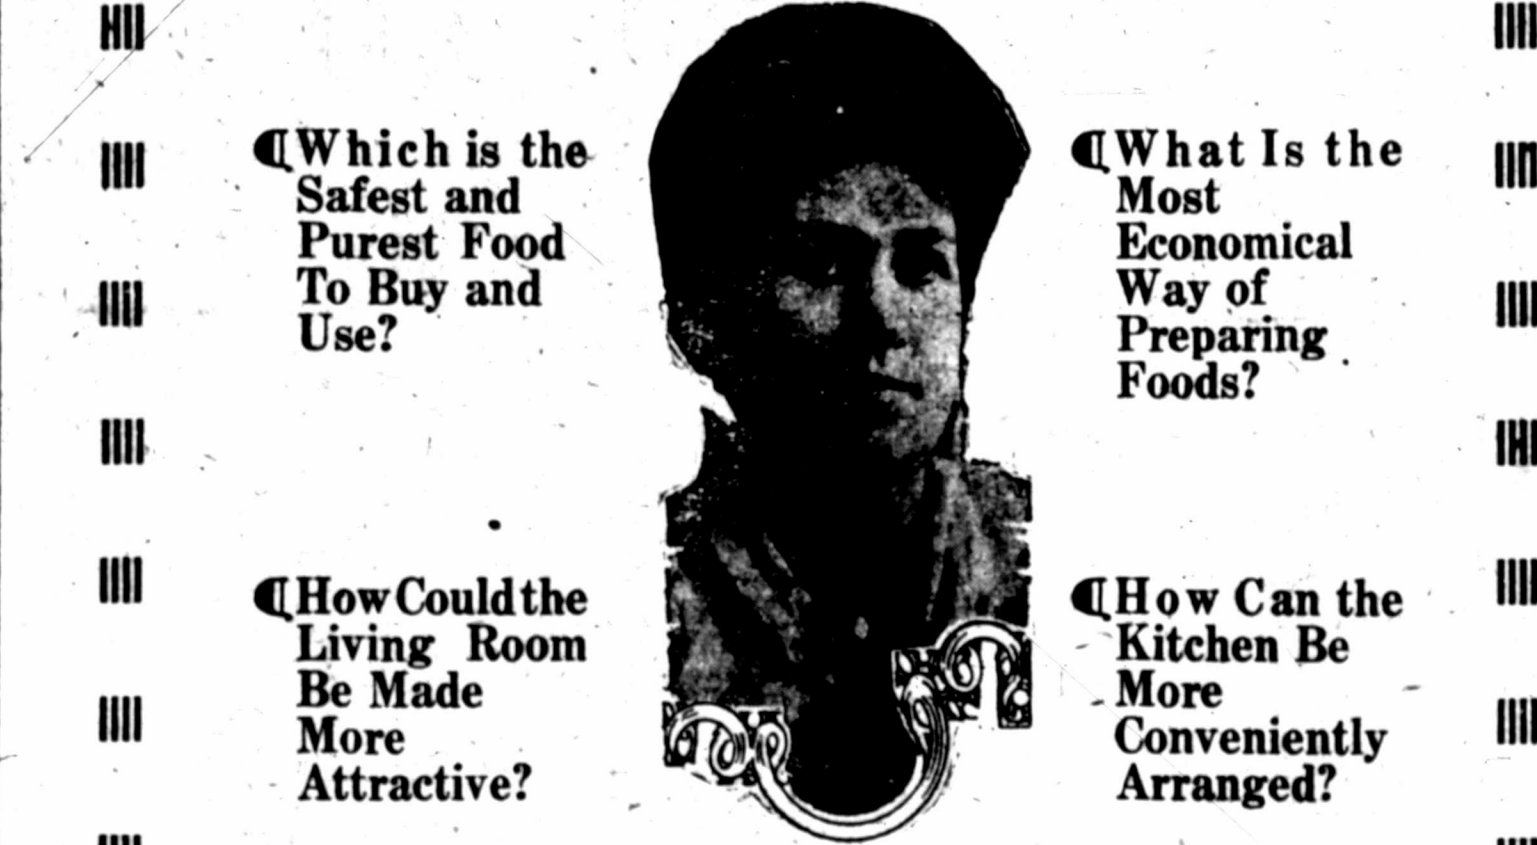 ¶Which is the
Safest and
Purest Food
To Buy and
Use?
¶What Is the
Most
Economical
Way of
Preparing
Foods?
¶How Could the
Living Room
Be Made
More
Attractive?
¶How Can the
Kitchen Be
More
Conveniently
Arranged?